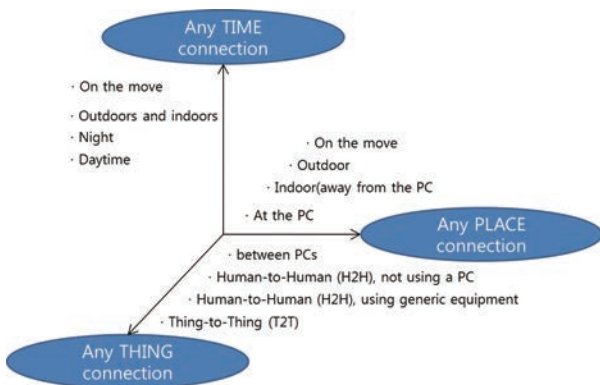 Any TIME
connection
· On the move
· Outdoors and indoors
· Night
· Daytime
· On the move
· Outdoor
· Indoor(away from the PC
· At the PC
Any PLACE
connection
· between PCs
· Human-to-Human (H2H), not using a PC
· Human-to-Human (H2H), using generic equipment
· Thing-to-Thing (T2T)
Any THING
connection